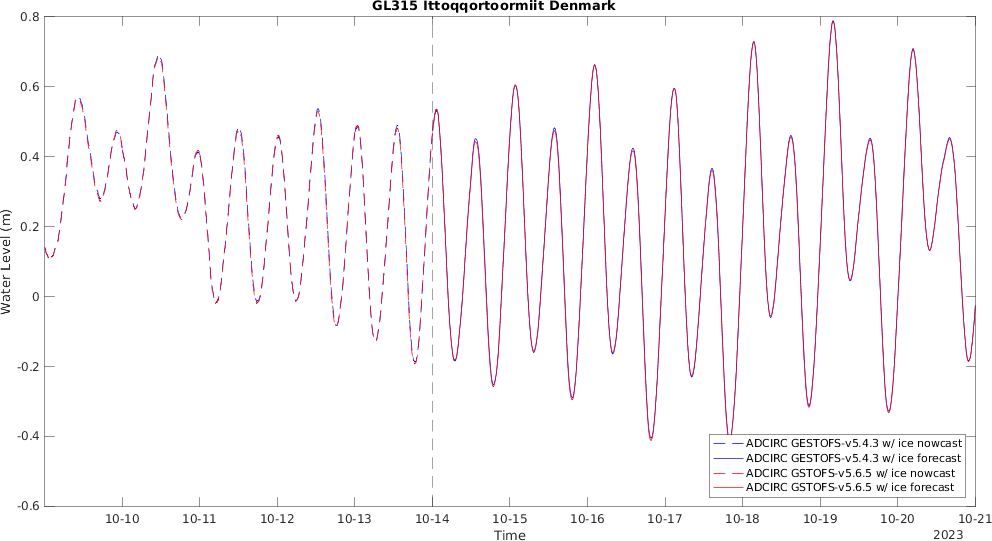 GL315 Ittoqqortoormiit Denmark
0.8
0.6
0.4
0.2
0
-0.2
-0.4
-0.6
Water Level (m)
ADCIRC GESTOFS-v5.4.3 w/ ice nowcast
ADCIRC GESTOFS-v5.4.3 w/ ice forecast
ADCIRC GSTOFS-v5.6.5 w/ ice nowcast
ADCIRC GSTOFS-v5.6.5 w/ ice forecast
10-10 10-11 10-12 10-13 10-14 10-15 10-16 10-17 10-18 10-19 10-20 10-21
Time
2023